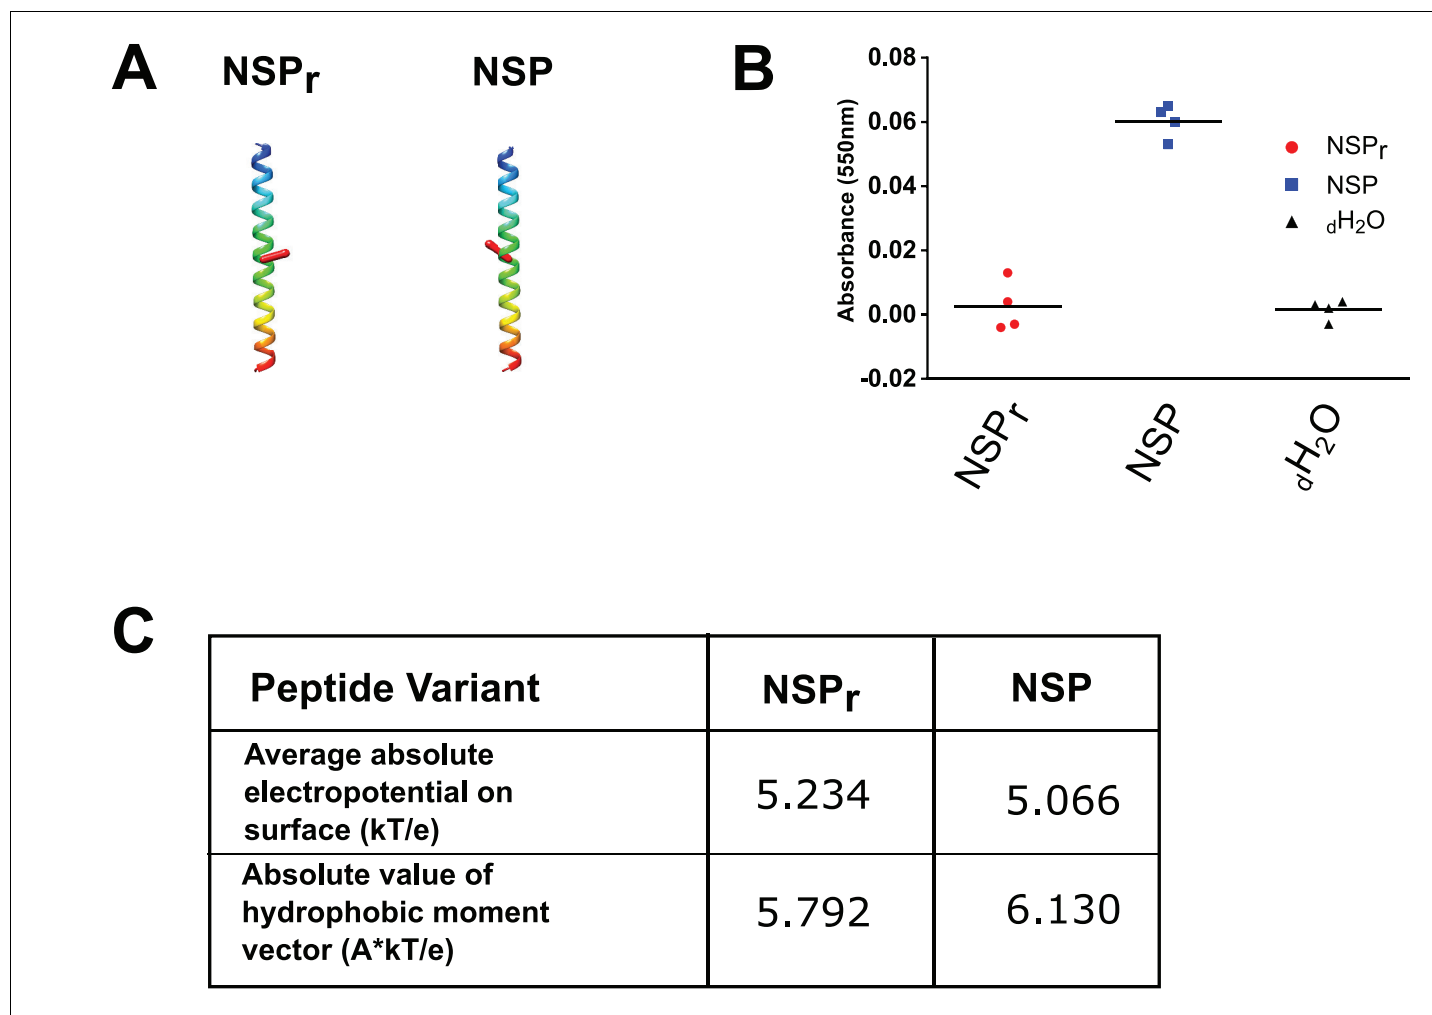 A
NSPr
NSP
B
0.08
0.06
0.04
0.02
0.00
-0.02
Absorbance (550nm)
NSPr
NSP
dH2O
NSPr
NSP
dH2O
C
Peptide Variant
NSPr
NSP
Average absolute
electropotential on
surface (kT/e)
5.234
5.066
Absolute value of
hydrophobic moment
vector (A*kT/e)
5.792
6.130